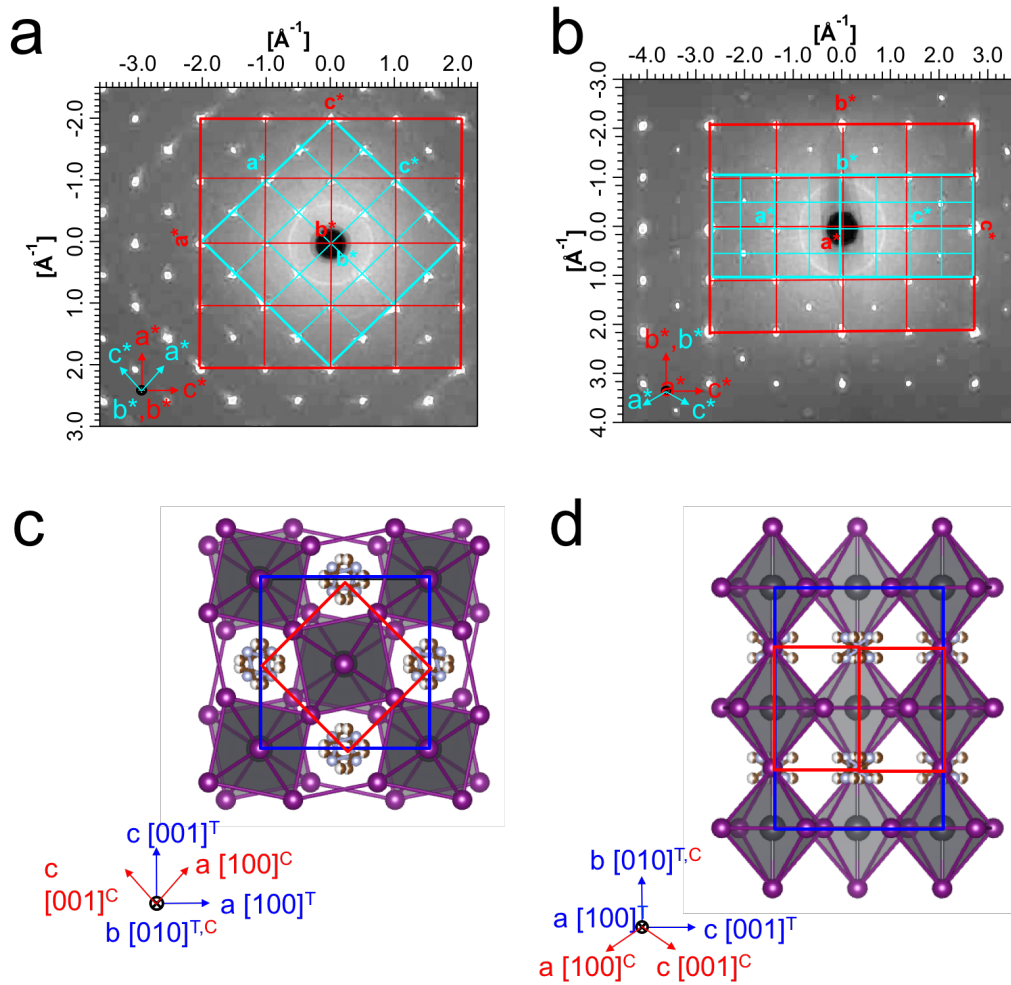 a
[Å⁻¹]
-3.0 -2.0 -1.0 0.0 1.0 2.0
[Å⁻¹]
-2.0
-1.0
0.0
1.0
2.0
3.0
c*
a*
c*
a*
b*
b*
a*
c*
a*
c*
b*,b*
b
[Å⁻¹]
-4.0 -3.0 -2.0 -1.0 0.0 1.0 2.0 3.0
[Å⁻¹]
-3.0
-2.0
-1.0
0.0
1.0
2.0
3.0
4.0
b*
b*
a*
c*
c*
a*
b*,b*
a*
c*
a*
c*
c
c [001]ᵀ
c
[001]ᶜ
a [100]ᶜ
a [100]ᵀ
b [010]ᵀ,ᶜ
d
b [010]ᵀ,ᶜ
a [100]ᵀ
c [001]ᵀ
a [100]ᶜ
c [001]ᶜ